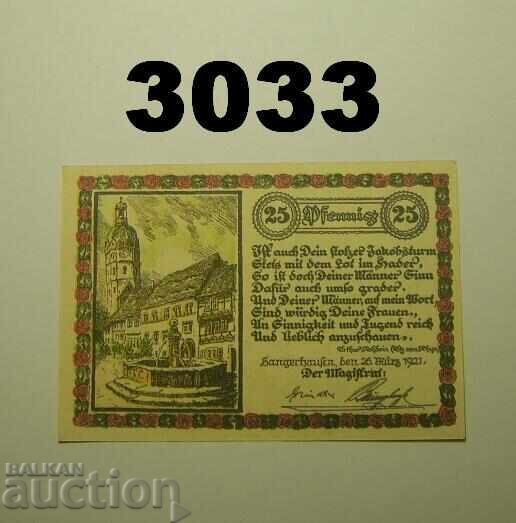 3033
25 Pfennig 25
Ist auch Dein stolzer Jakobsturm
Stets mit dem Lot im Hader,
So ist doch Deiner Männer Sinn
Dafür auch umso grader.
Und Deiner Männer, auf mein Wort
Sind würdig Deine Frauen,
An Sinnigkeit und Jugend reich
Und lieblich anzuschauen.
Sangerhausen, den 26. März 1921.
Der Magistrat:
BALKAN
auction